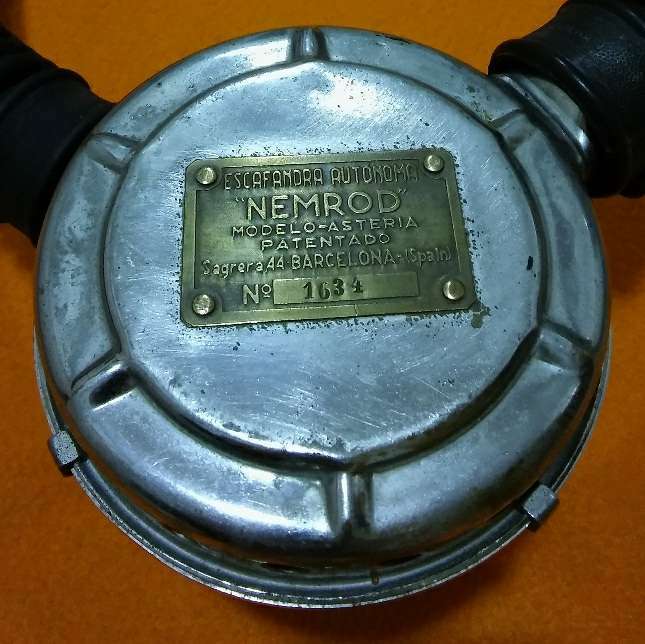 ESCAFANDRA AUTONOMA
"NEMROD"
MODELO-ASTERIA
PATENTADO
Sagrera,44-BARCELONA-(Spain)
Nº 1634